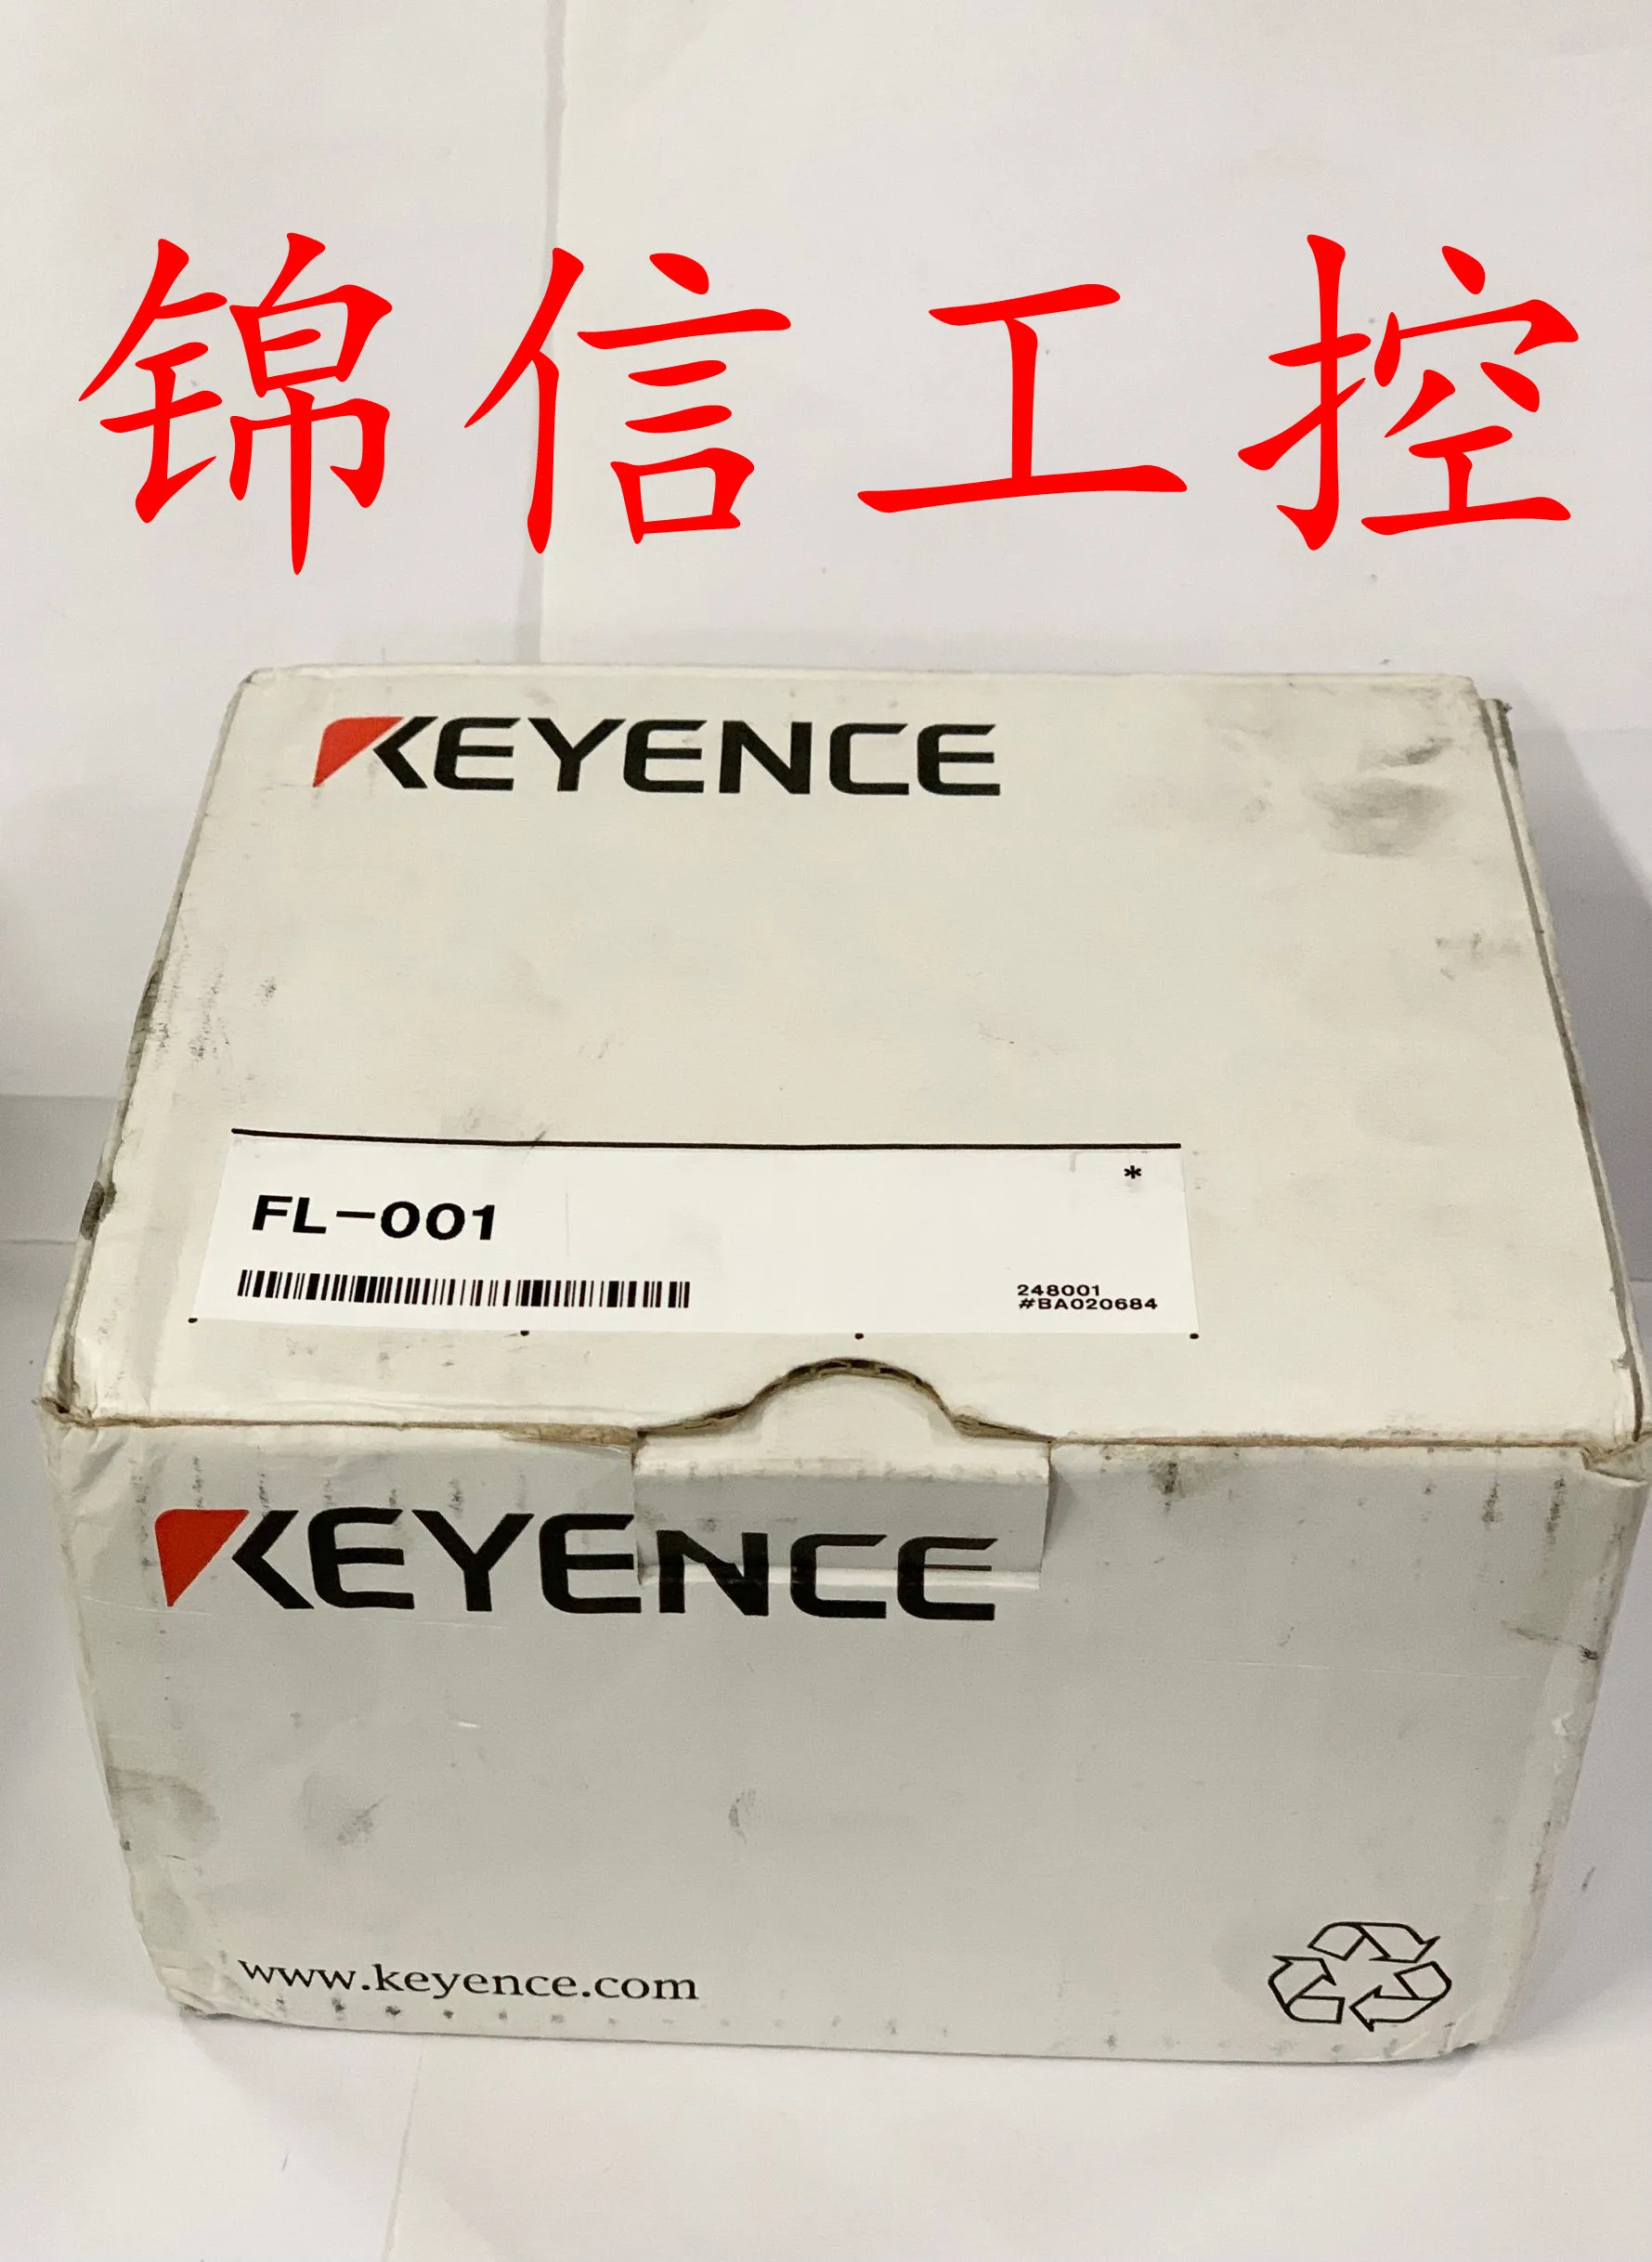 锦信工控
KEYENCE
*
FL-001
248001
#BA020684
KEYENCE
www.keyence.com